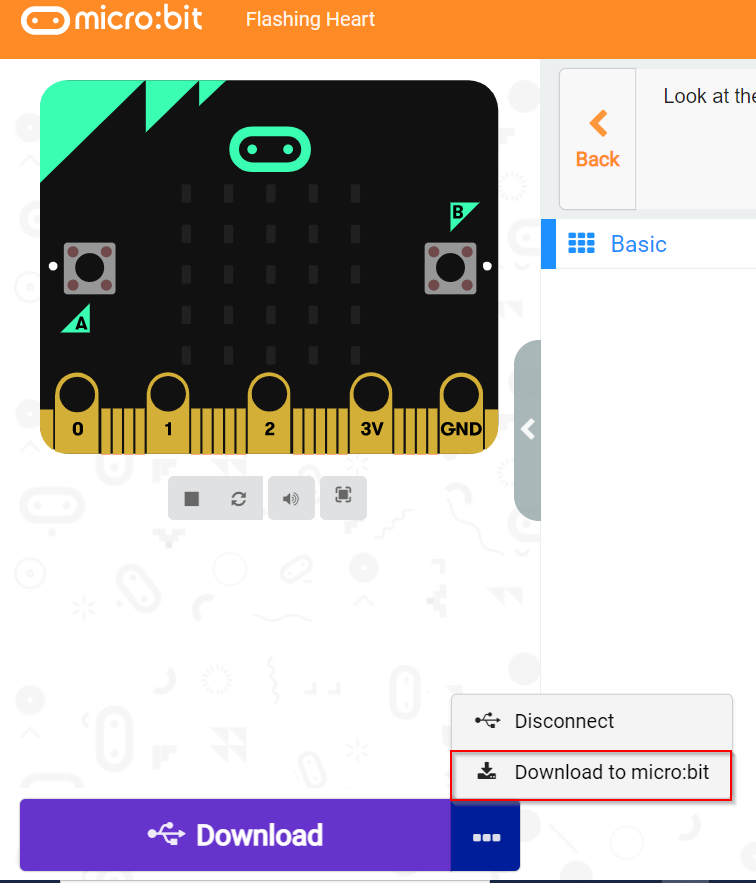 micro:bit Flashing Heart
Look at the
Back
Basic
B
A
0 1 2 3V GND
Disconnect
Download to micro:bit
Download